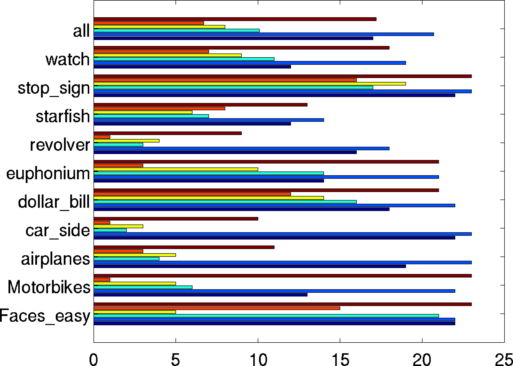 all
watch
stop_sign
starfish
revolver
euphonium
dollar_bill
car_side
airplanes
Motorbikes
Faces_easy
0 5 10 15 20 25